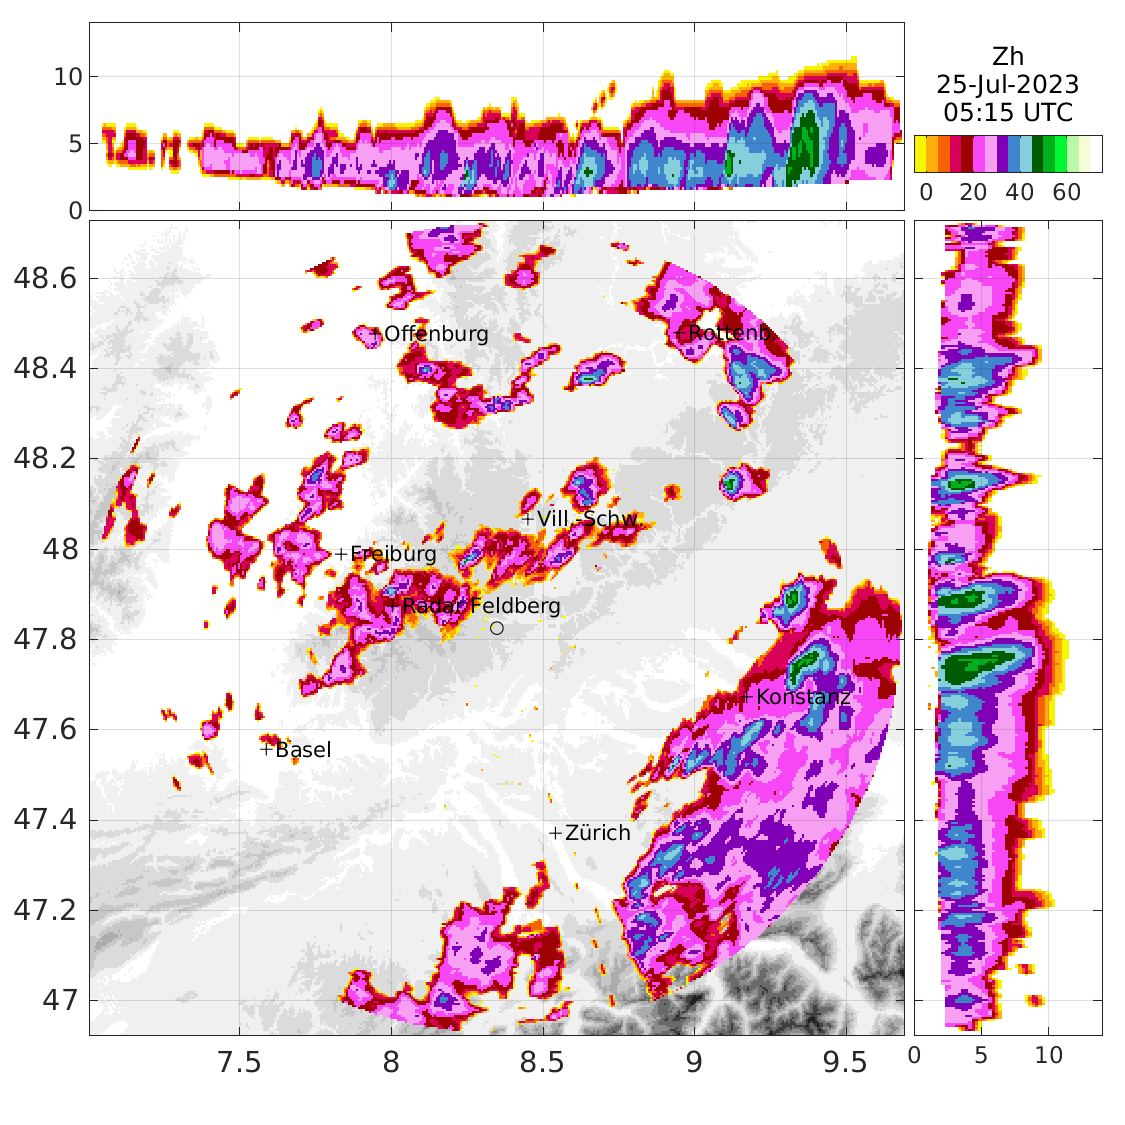 10
5
0
Zh
25-Jul-2023
05:15 UTC
0 20 40 60
48.6
48.4
48.2
48
47.8
47.6
47.4
47.2
47
+Offenburg
+Rottenb.
+Vill.-Schw.
+Freiburg
+Radar Feldberg
+Konstanz
+Basel
+Zürich
7.5 8 8.5 9 9.5
0 5 10